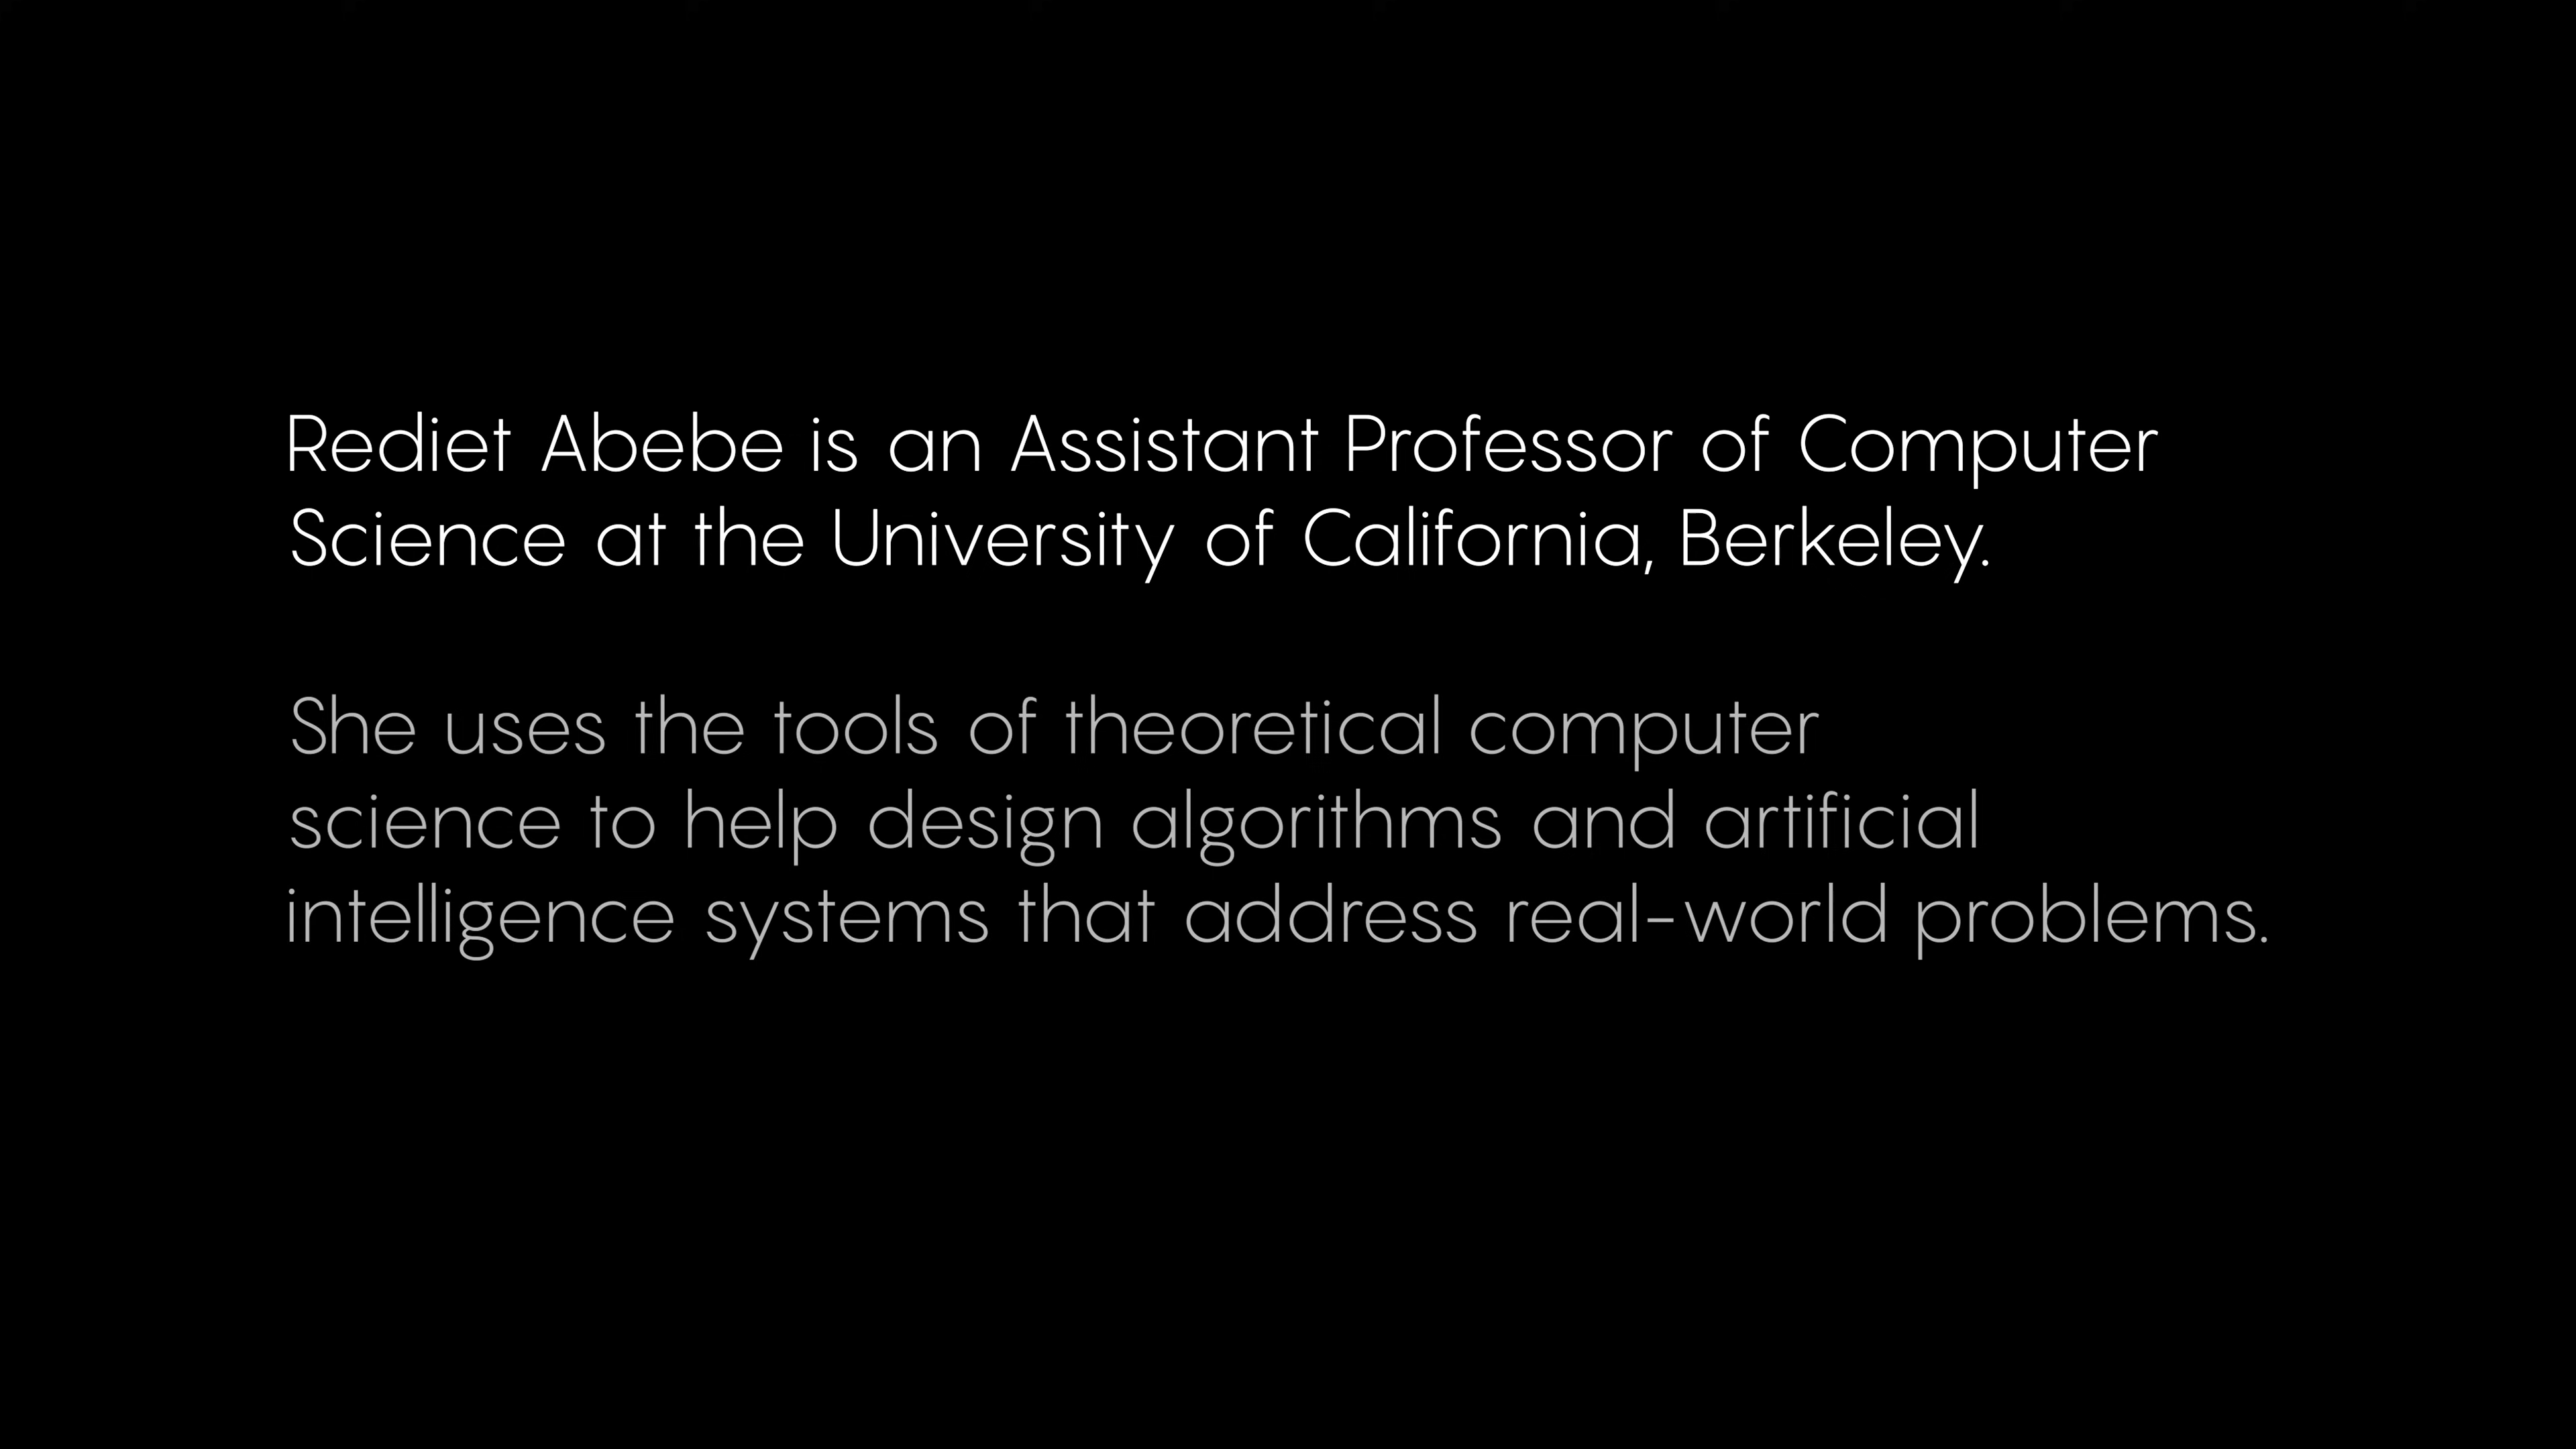 Rediet Abebe is an Assistant Professor of Computer
Science at the University of California, Berkeley.
She uses the tools of theoretical computer
science to help design algorithms and artificial
intelligence systems that address real-world problems.